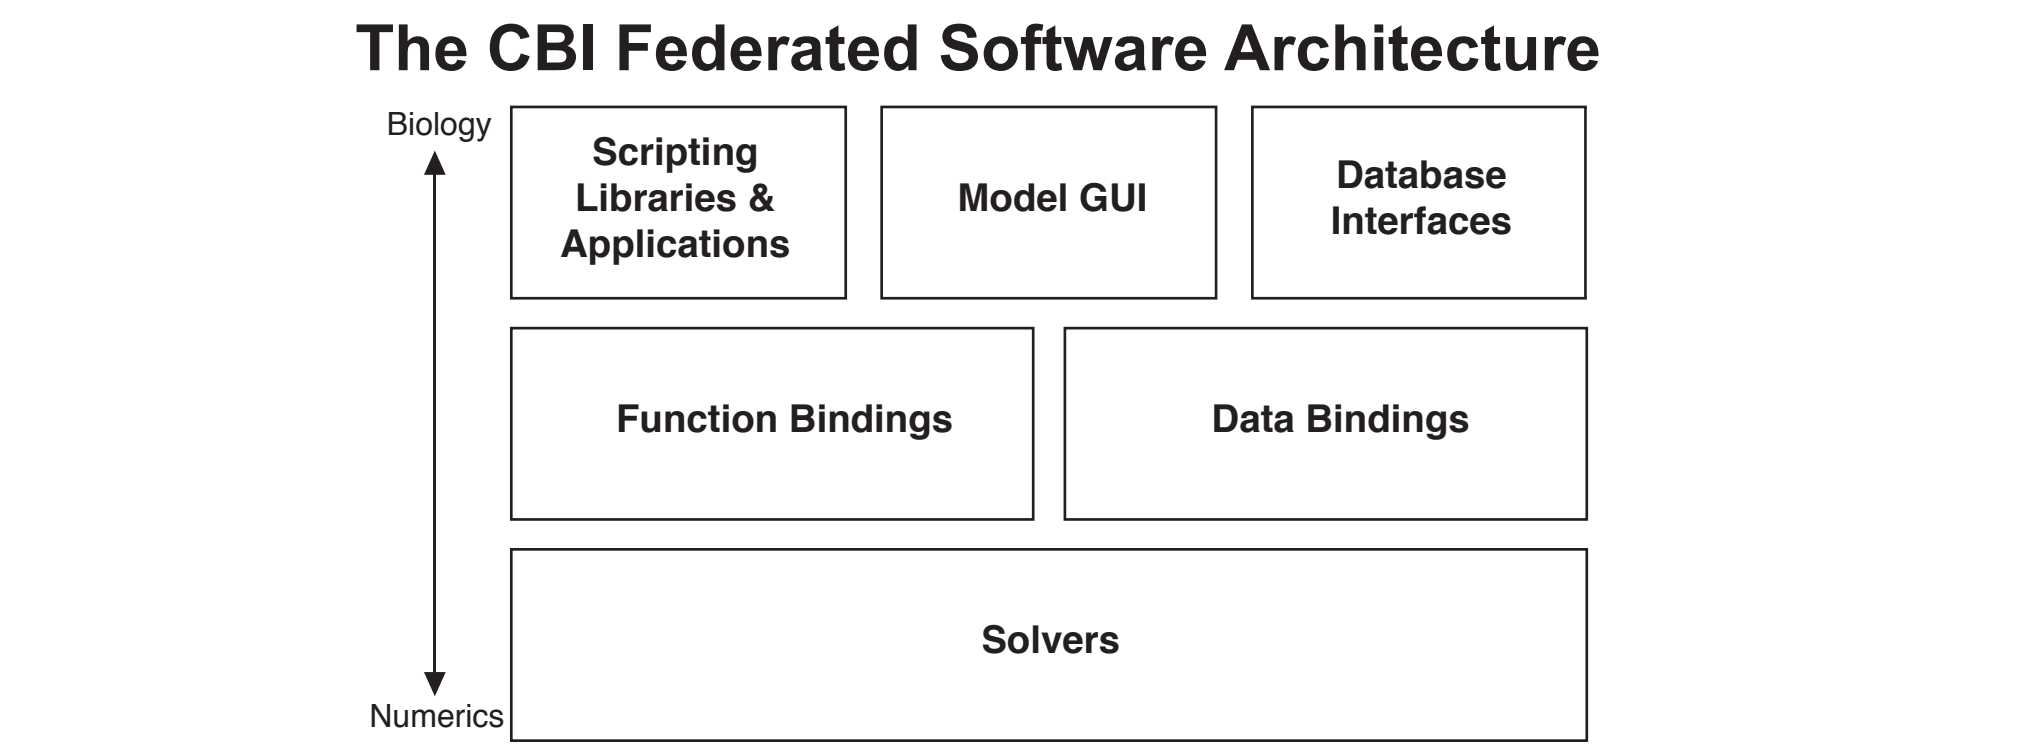 The CBI Federated Software Architecture
Biology
Scripting
Libraries &
Applications
Model GUI
Database
Interfaces
Function Bindings
Data Bindings
Solvers
Numerics